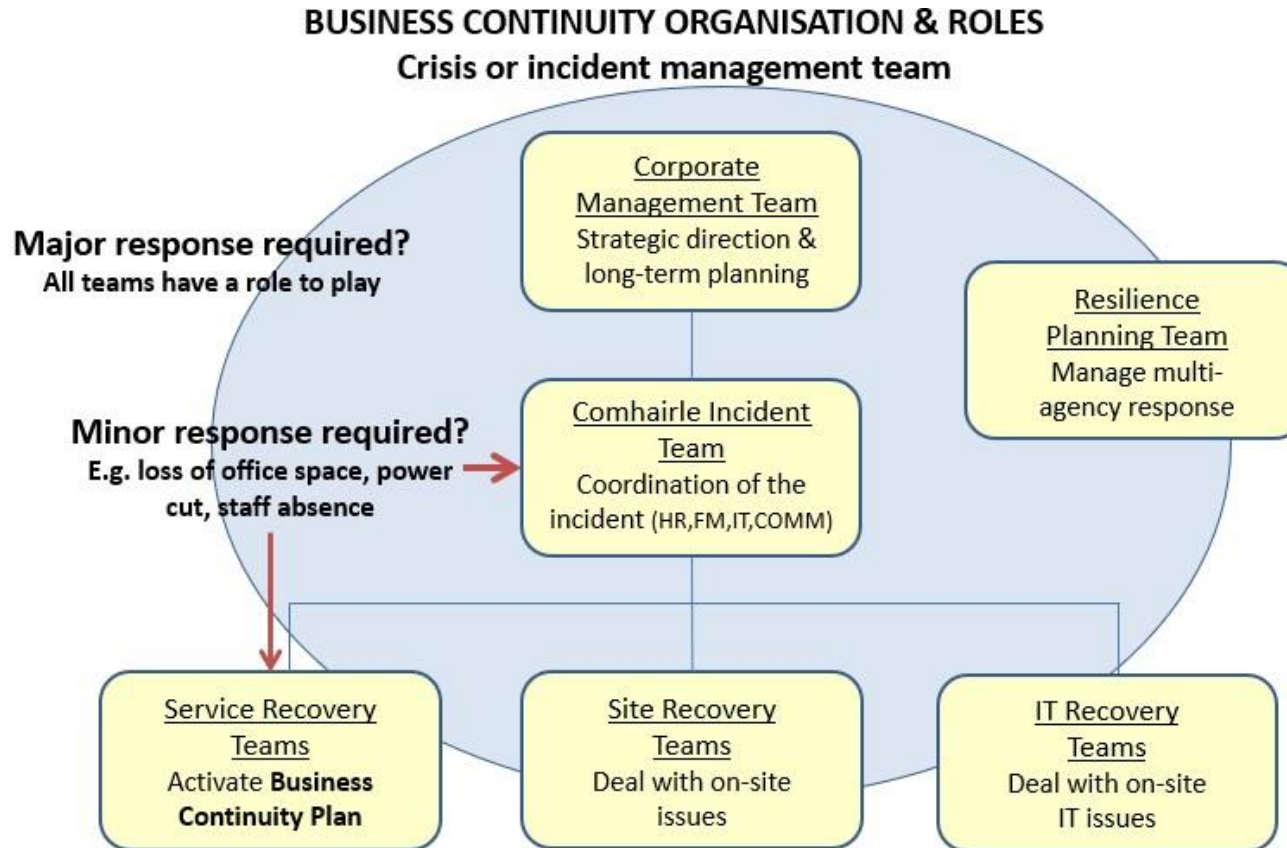 BUSINESS CONTINUITY ORGANISATION & ROLES
Crisis or incident management team
Corporate
Management Team
Strategic direction &
long-term planning
Major response required?
All teams have a role to play
Resilience
Planning Team
Manage multi-
agency response
Minor response required?
E.g. loss of office space, power
cut, staff absence
Comhairle Incident
Team
Coordination of the
incident (HR,FM,IT,COMM)
Service Recovery
Teams
Activate Business
Continuity Plan
Site Recovery
Teams
Deal with on-site
issues
IT Recovery
Teams
Deal with on-site
IT issues